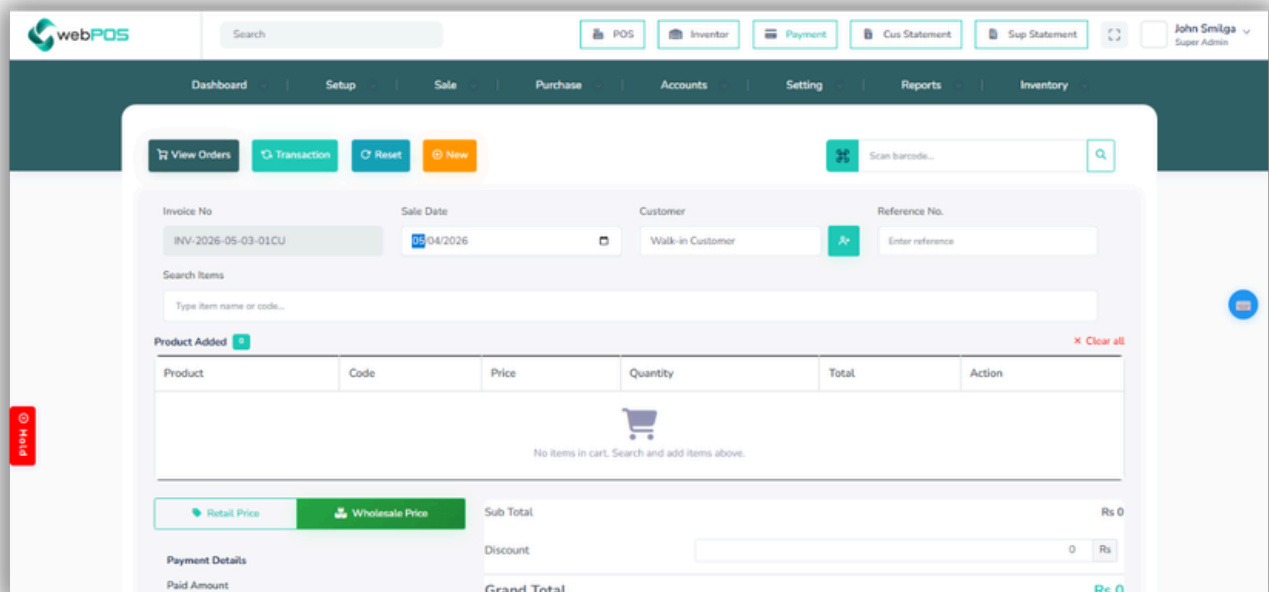 webPOS
Search
POS
Inventor
Payment
Cus Statement
Sup Statement
John Smilga
Super Admin
Dashboard
Setup
Sale
Purchase
Accounts
Setting
Reports
Inventory
View Orders
Transaction
Reset
New
Scan barcode...
Invoice No
Sale Date
Customer
Reference No.
INV-2026-05-03-01CU
05/04/2026
Walk-in Customer
Enter reference
Search Items
Type item name or code...
Product Added 0
Clear all
Product
Code
Price
Quantity
Total
Action
No items in cart. Search and add items above.
Hold
Retail Price
Wholesale Price
Sub Total
Rs 0
Discount
0
Rs
Payment Details
Paid Amount
Grand Total
Rs 0